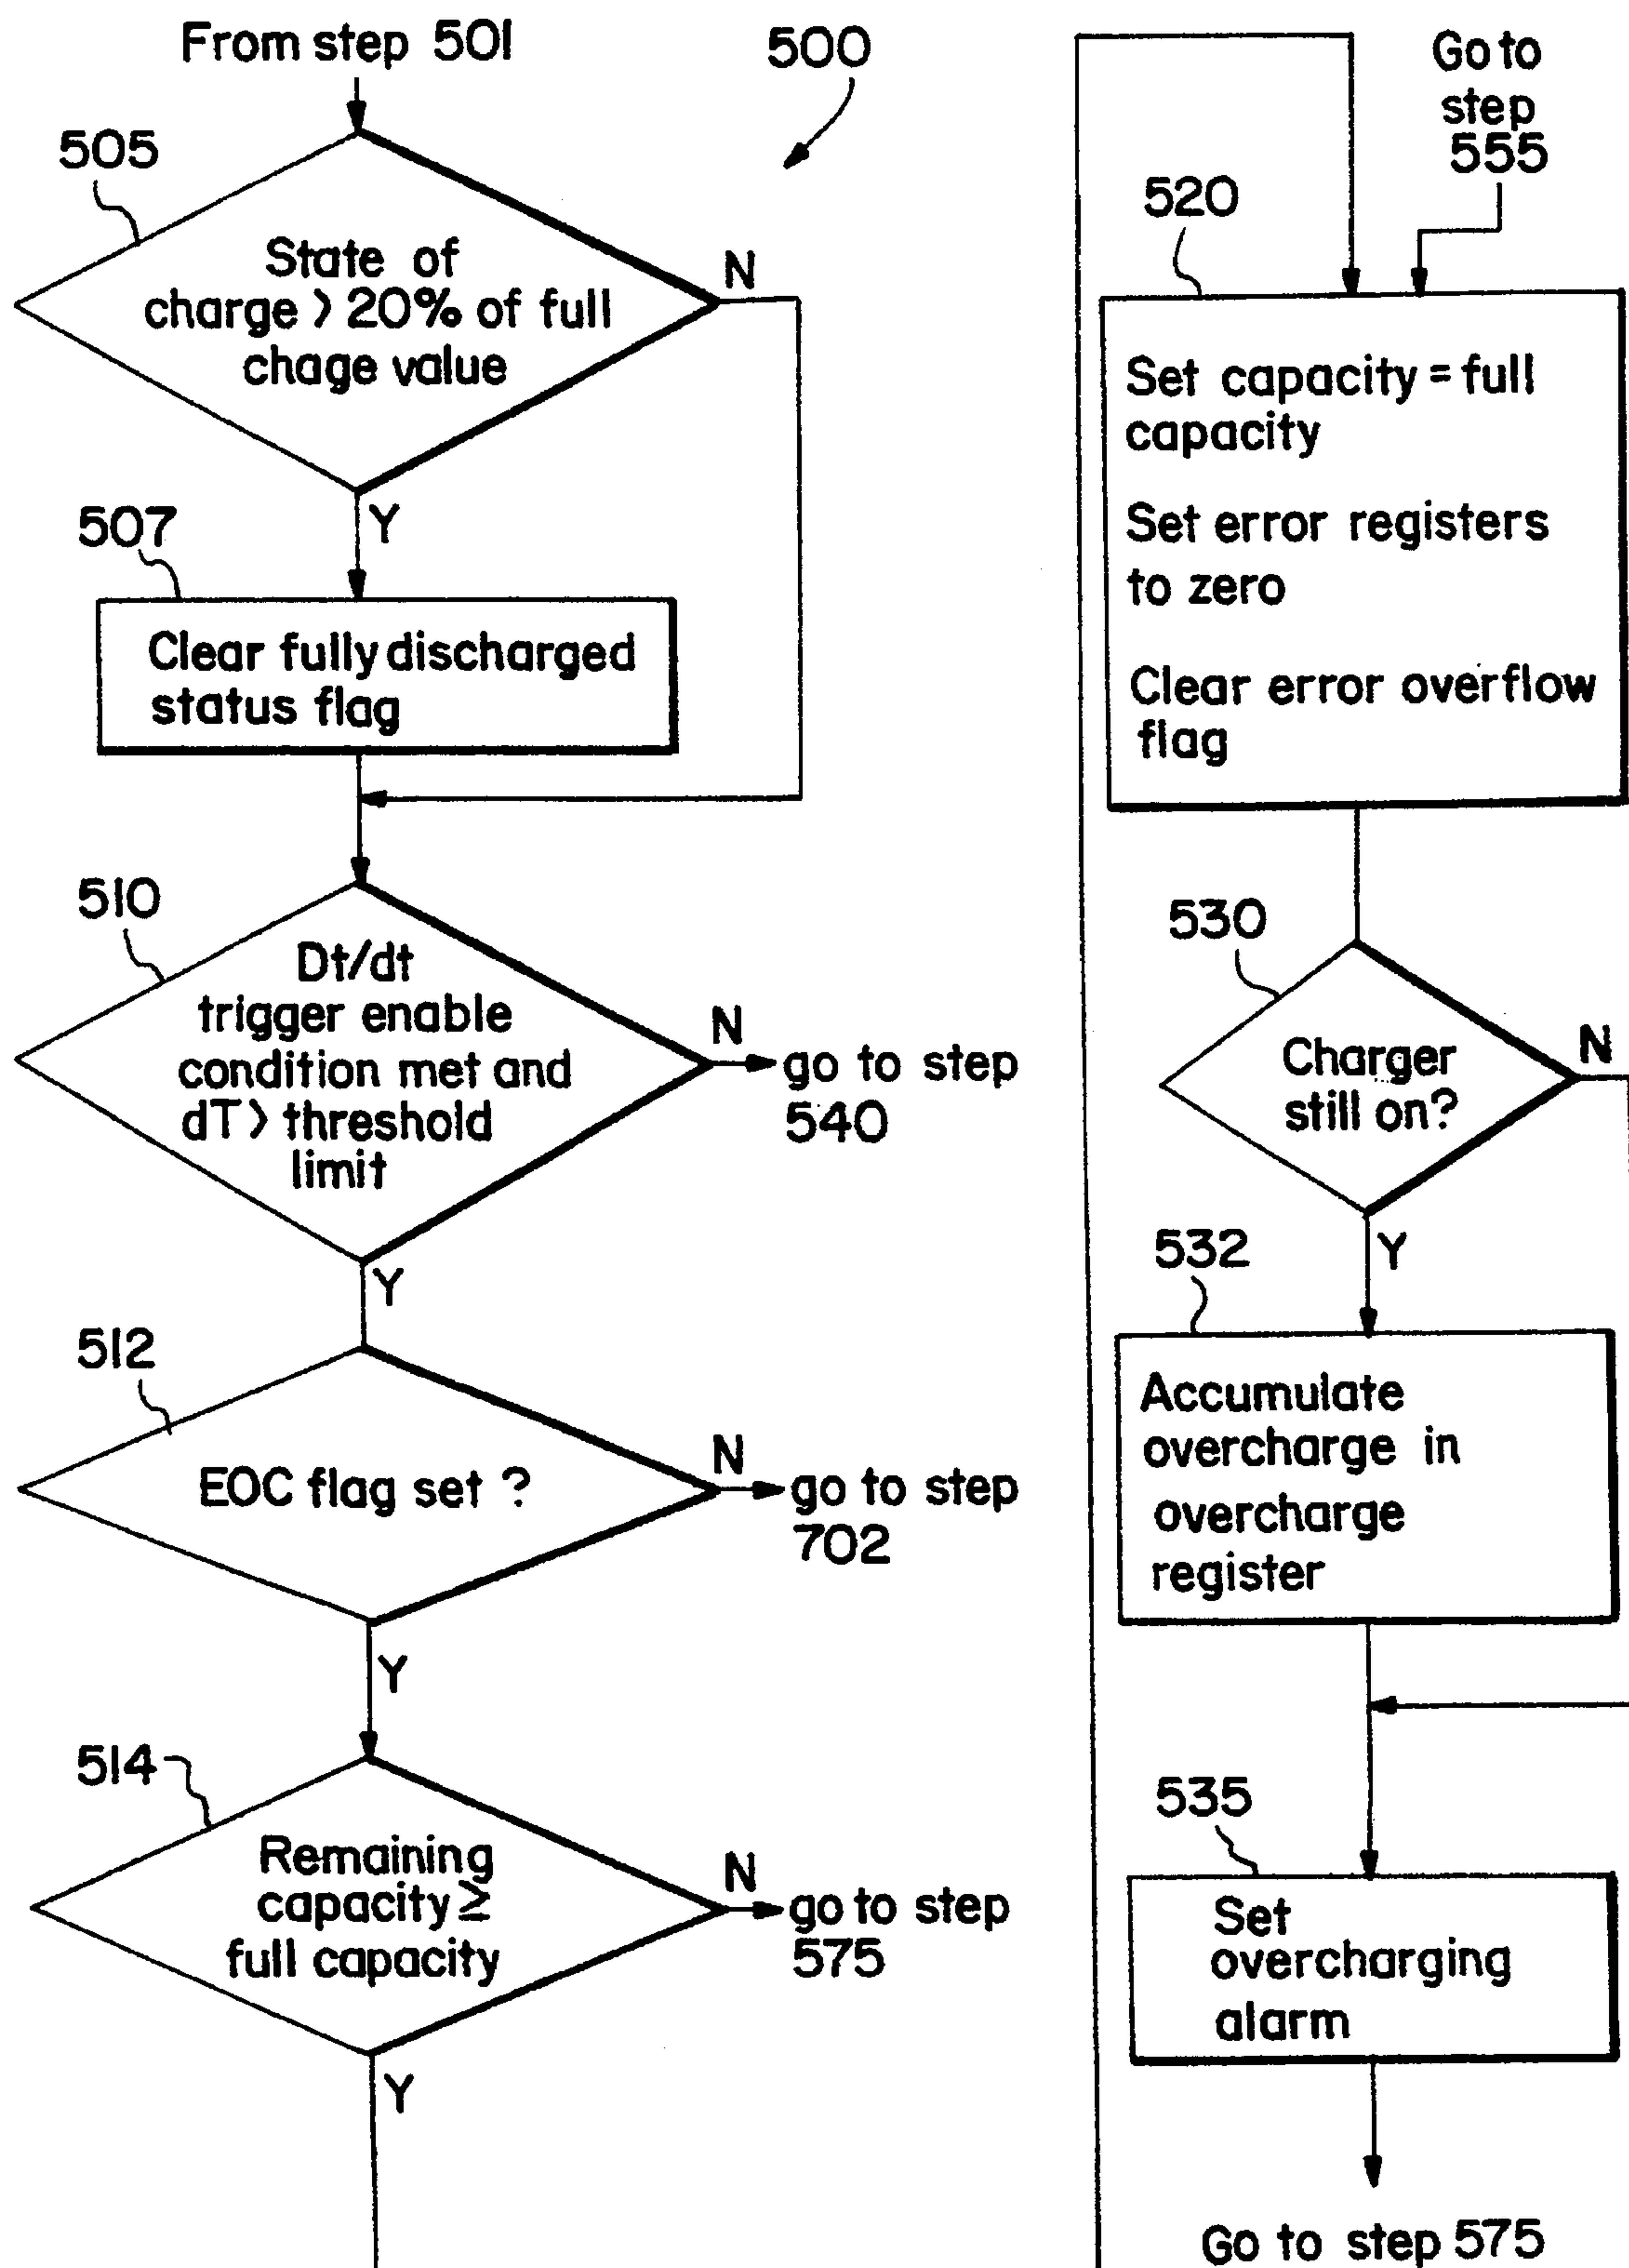 From step 501
500
505
State of
charge > 20% of full
chage value
N
Y
507
Clear fully discharged
status flag
510
Dt/dt
trigger enable
condition met and
dT > threshold
limit
N
go to step
540
Y
512
EOC flag set ?
N
go to step
702
Y
514
Remaining
capacity ≥
full capacity
N
go to step
575
Y
Go to
step
555
520
Set capacity = full
capacity
Set error registers
to zero
Clear error overflow
flag
530
Charger
still on?
N
Y
532
Accumulate
overcharge in
overcharge
register
535
Set
overcharging
alarm
Go to step 575